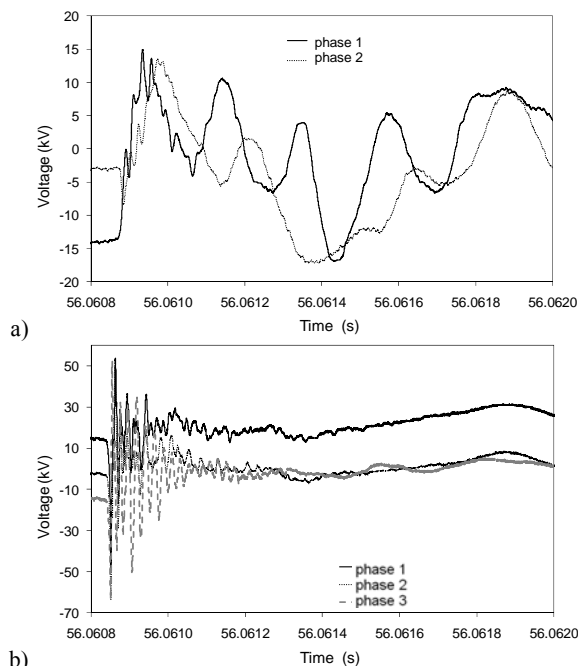 20
15
10
5
0
-5
-10
-15
-20
Voltage (kV)
phase 1
phase 2
56.0608 56.0610 56.0612 56.0614 56.0616 56.0618 56.0620
Time (s)
a)
50
30
10
-10
-30
-50
-70
Voltage (kV)
phase 1
phase 2
phase 3
56.0608 56.0610 56.0612 56.0614 56.0616 56.0618 56.0620
Time (s)
b)